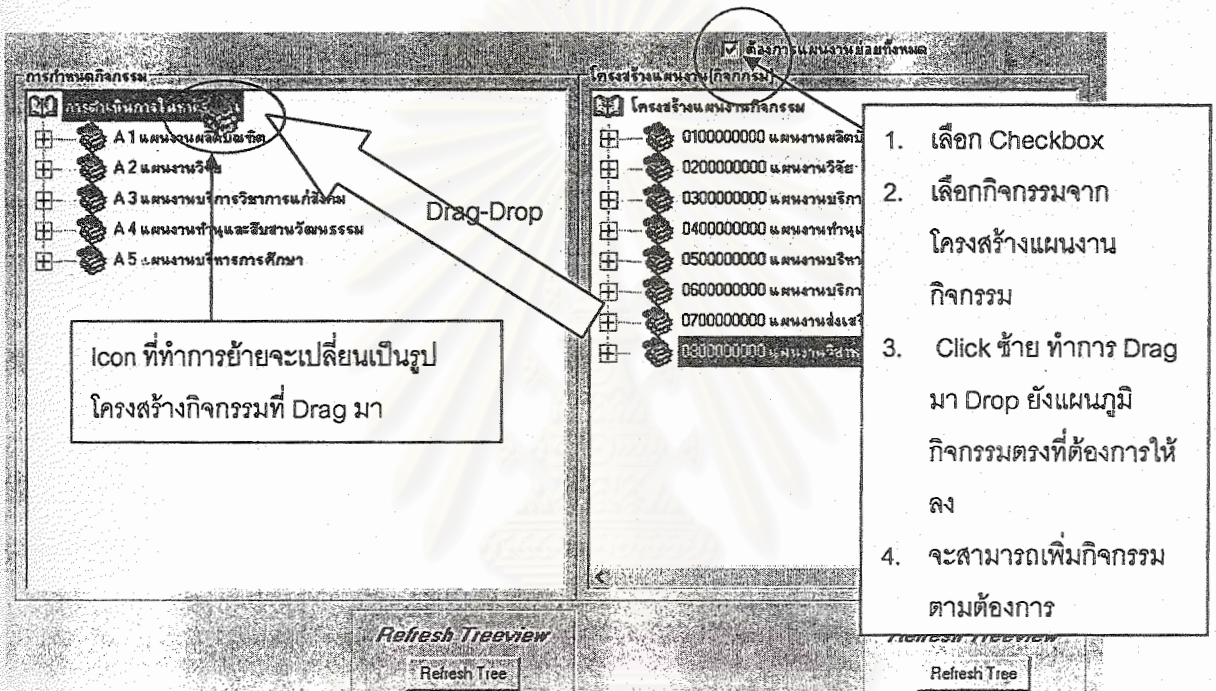 ต้องการแผนงานย่อยทั้งหมด
การกำหนดกิจกรรม
A 1 แผนงานผลิตบัณฑิต
A 2 แผนงานวิจัย
A 3 แผนงานบริการวิชาการแก่สังคม
A 4 แผนงานทำนุและสืบสานวัฒนธรรม
A 5 แผนงานบริหารการศึกษา
Drag-Drop
Icon ที่ทำการย้ายจะเปลี่ยนเป็นรูป
โครงสร้างกิจกรรมที่ Drag มา
โครงสร้างแผนงาน(กิจกกรม)
โครงสร้างแผนงานกิจกรรม
0100000000 แผนงานผลิตบั
0200000000 แผนงานวิจัย
0300000000 แผนงานบริกา
0400000000 แผนงานทำนุแ
0500000000 แผนงานบริหา
0600000000 แผนงานบริกา
0700000000 แผนงานส่งเสริ
0800000000
1. เลือก Checkbox
2. เลือกกิจกรรมจาก
โครงสร้างแผนงาน
กิจกรรม
3. Click ซ้าย ทำการ Drag
มา Drop ยังแผนภูมิ
กิจกรรมตรงที่ต้องการให้
ลง
4. จะสามารถเพิ่มกิจกรรม
ตามต้องการ
Refresh Treeview
Refresh Tree
Refresh Treeview
Refresh Tree